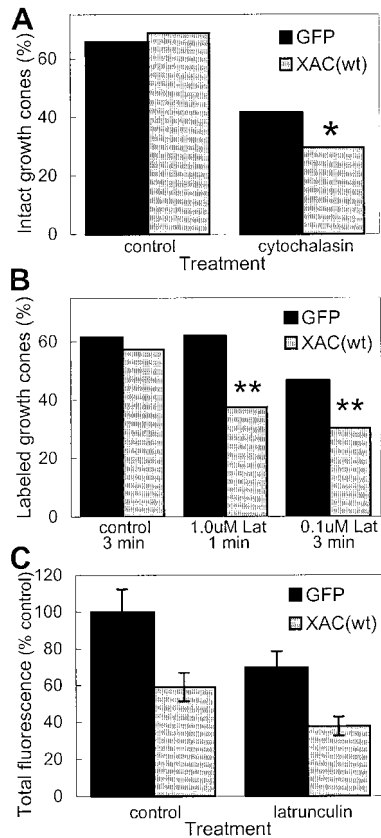 A
Intact growth cones (%)
60
40
20
0
GFP
XAC(wt)
*
control
cytochalasin
Treatment
B
Labeled growth cones (%)
60
40
20
0
GFP
XAC(wt)
**
**
control
3 min
1.0uM Lat
1 min
0.1uM Lat
3 min
C
Total fluorescence (% control)
120
100
80
60
40
20
0
GFP
XAC(wt)
control
latrunculin
Treatment